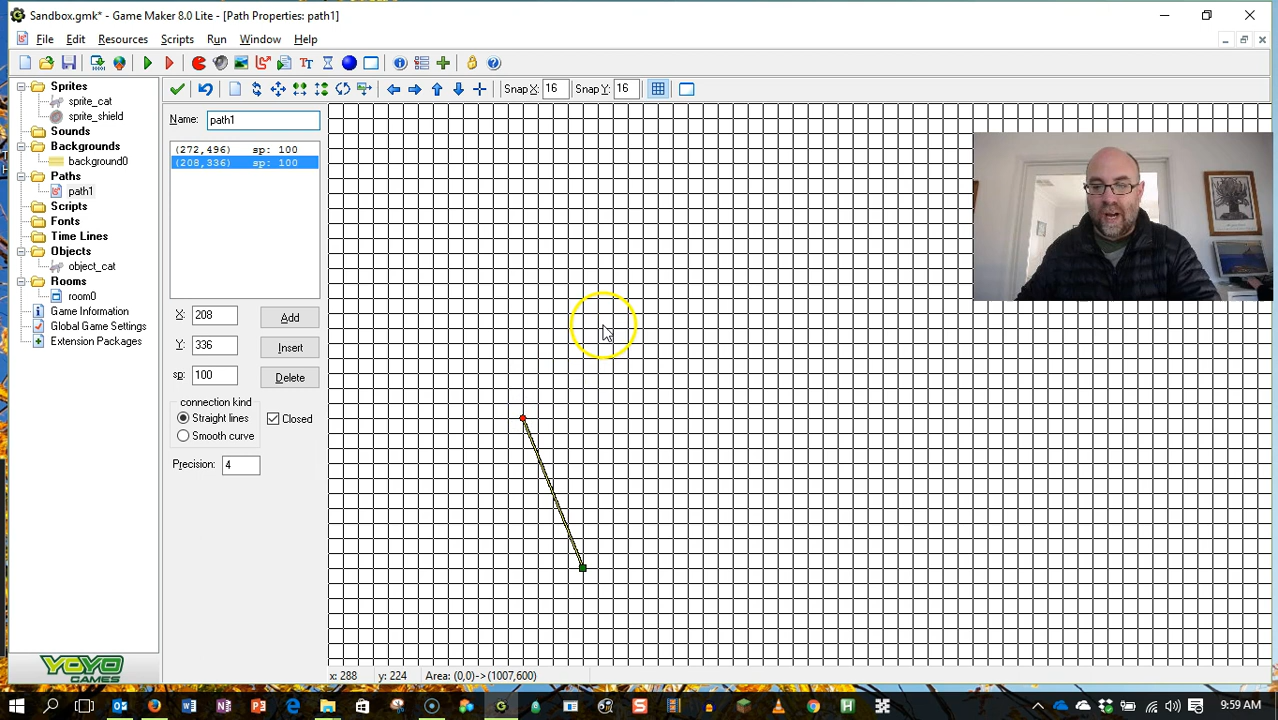 Sandbox.gmk* - Game Maker 8.0 Lite - [Path Properties: path1]
File Edit Resources Scripts Run Window Help
Snap X: 16 Snap Y: 16
Sprites
sprite_cat
sprite_shield
Sounds
Backgrounds
background0
Paths
path1
Scripts
Fonts
Time Lines
Objects
object_cat
Rooms
room0
Game Information
Global Game Settings
Extension Packages
YOYO
GAMES
Name: path1
(272,496) sp: 100
(208,336) sp: 100
X: 208 Add
Y: 336 Insert
sp: 100 Delete
connection kind
Straight lines Closed
Smooth curve
Precision: 4
x: 288 y: 224 Area: (0,0)->(1007,600)
9:59 AM